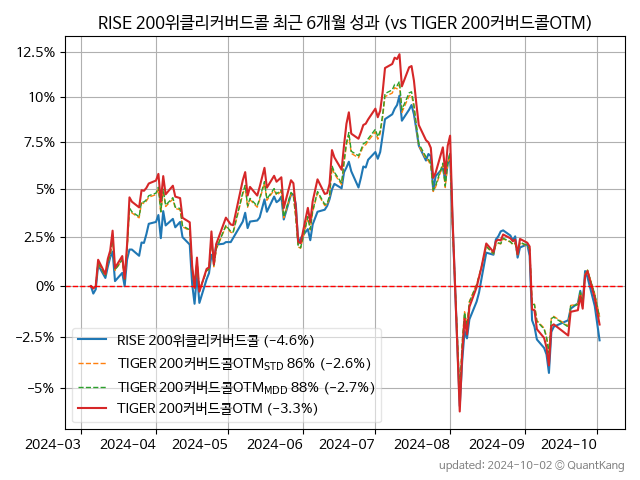 RISE 200위클리커버드콜 최근 6개월 성과 (vs TIGER 200커버드콜OTM)
12.5%
10%
7.5%
5%
2.5%
0%
−2.5%
−5%
RISE 200위클리커버드콜 (−4.6%)
TIGER 200커버드콜OTM_STD 86% (−2.6%)
TIGER 200커버드콜OTM_MDD 88% (−2.7%)
TIGER 200커버드콜OTM (−3.3%)
2024-03 2024-04 2024-05 2024-06 2024-07 2024-08 2024-09 2024-10
updated: 2024-10-02 © QuantKang